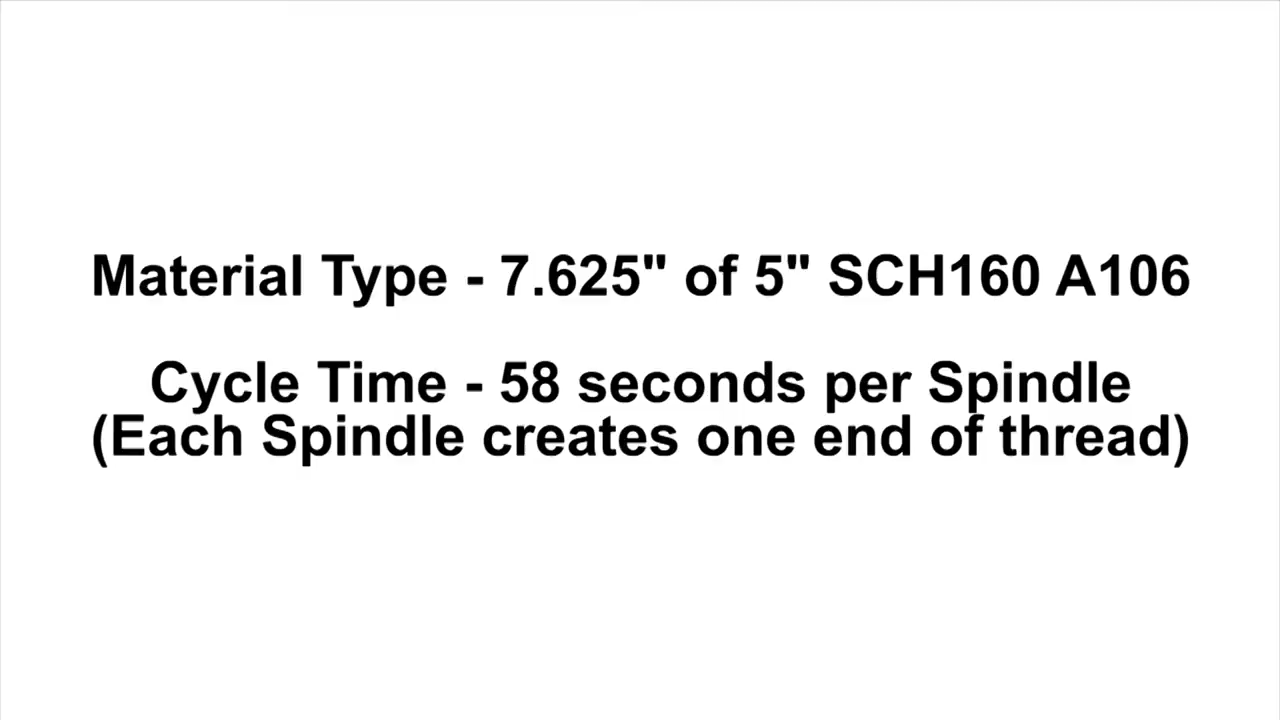 Material Type - 7.625" of 5" SCH160 A106
Cycle Time - 58 seconds per Spindle
(Each Spindle creates one end of thread)